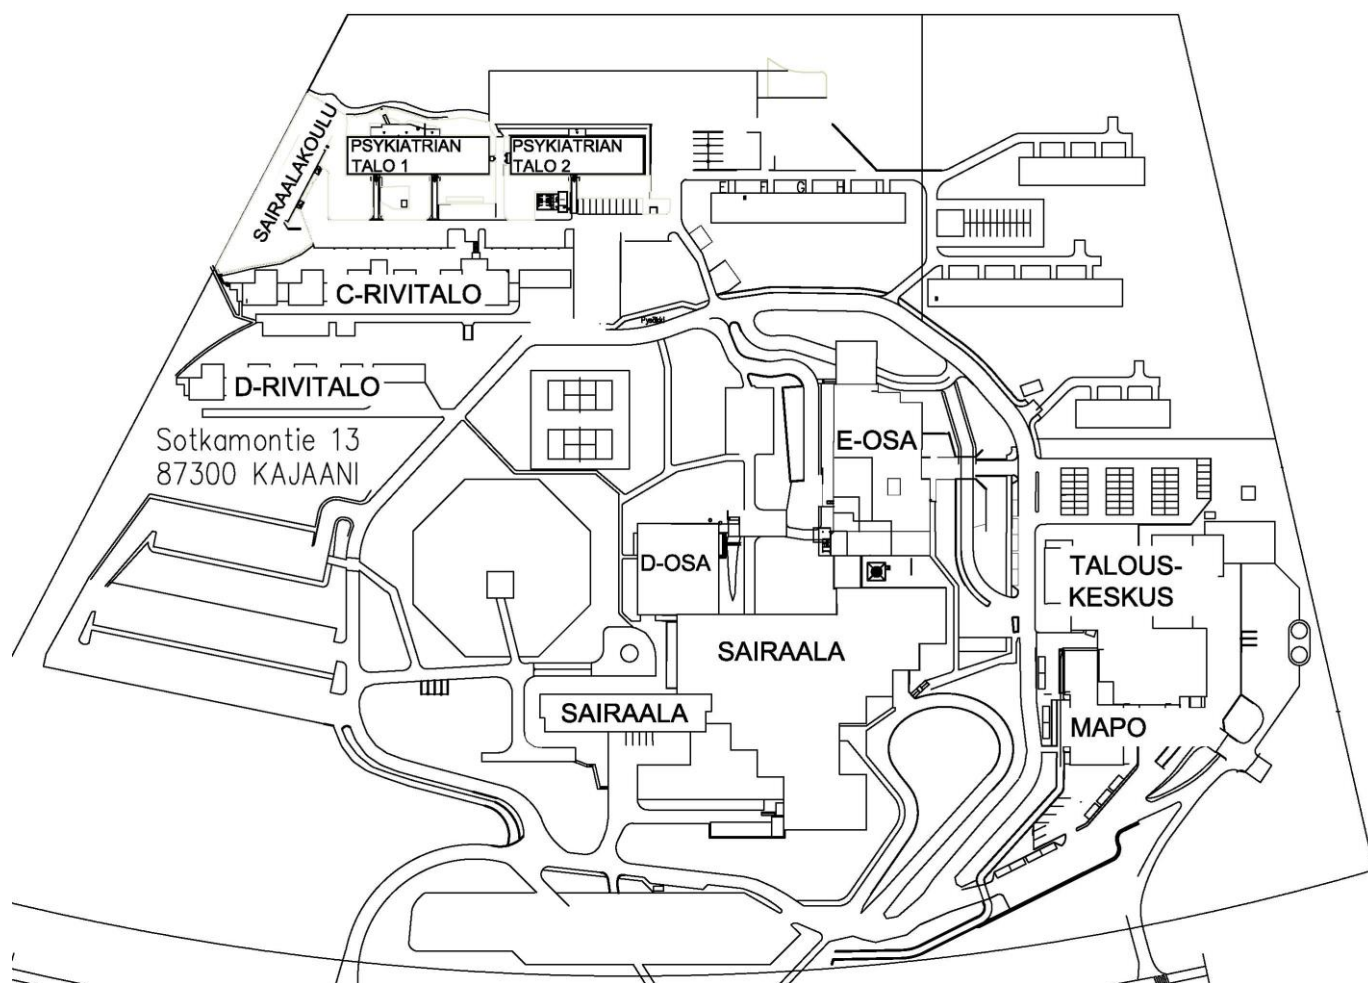 SAIRAALAKOULU
PSYKIATRIAN
TALO 1
PSYKIATRIAN
TALO 2
E F G H I
C-RIVITALO
D-RIVITALO
Sotkamontie 13
87300 KAJAANI
E-OSA
D-OSA
TALOUS-
KESKUS
SAIRAALA
SAIRAALA
MAPO